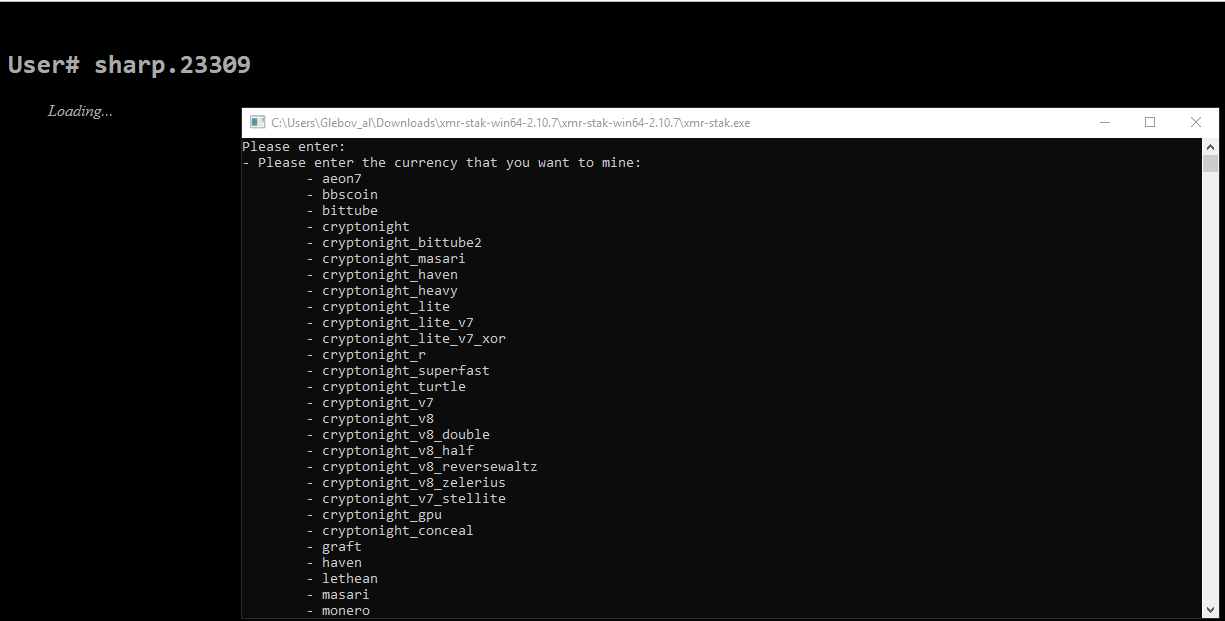 User# sharp.23309
Loading...
C:\Users\Glebov_al\Downloads\xmr-stak-win64-2.10.7\xmr-stak-win64-2.10.7\xmr-stak.exe
Please enter:
- Please enter the currency that you want to mine:
- aeon7
- bbscoin
- bittube
- cryptonight
- cryptonight_bittube2
- cryptonight_masari
- cryptonight_haven
- cryptonight_heavy
- cryptonight_lite
- cryptonight_lite_v7
- cryptonight_lite_v7_xor
- cryptonight_r
- cryptonight_superfast
- cryptonight_turtle
- cryptonight_v7
- cryptonight_v8
- cryptonight_v8_double
- cryptonight_v8_half
- cryptonight_v8_reversewaltz
- cryptonight_v8_zelerius
- cryptonight_v7_stellite
- cryptonight_gpu
- cryptonight_conceal
- graft
- haven
- lethean
- masari
- monero